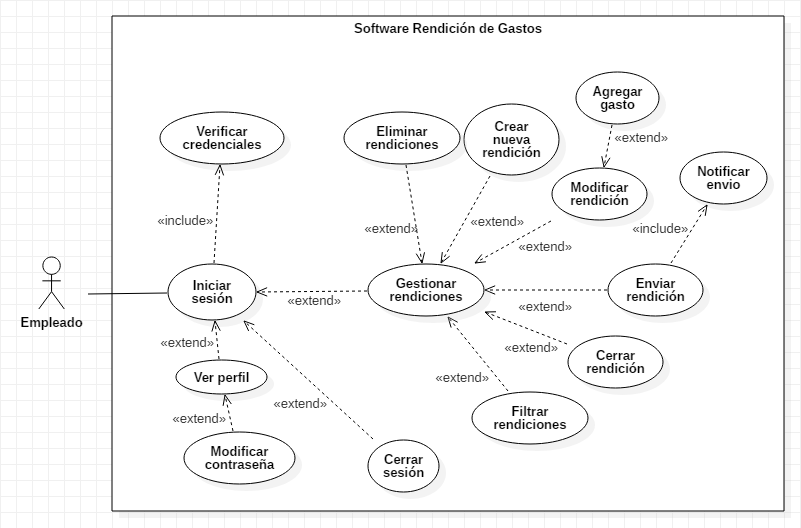 Software Rendición de Gastos
Agregar
gasto
«extend»
Verificar
credenciales
Eliminar
rendiciones
Crear
nueva
rendición
Modificar
rendición
Notificar
envio
«include»
«extend»
«extend»
«extend»
«include»
Empleado
Iniciar
sesión
«extend»
Gestionar
rendiciones
«extend»
Enviar
rendición
«extend»
Ver perfil
«extend»
Cerrar
rendición
«extend»
«extend»
«extend»
Filtrar
rendiciones
Modificar
contraseña
Cerrar
sesión